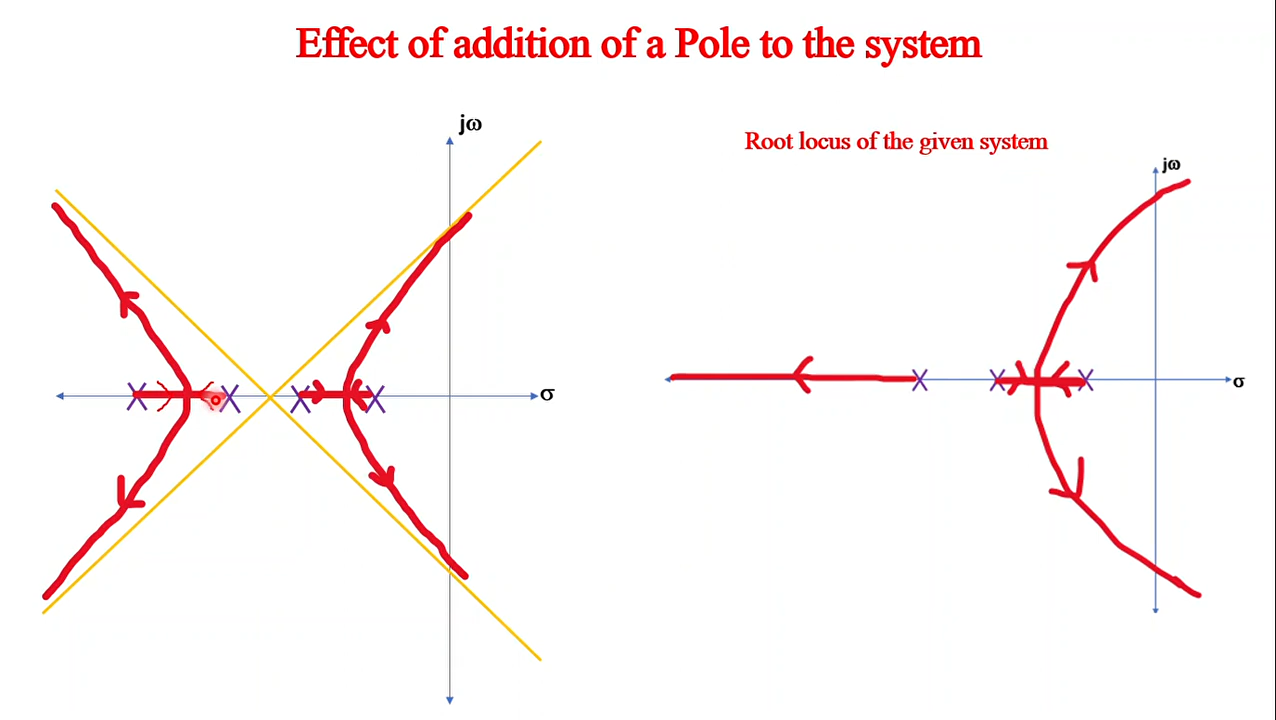 Effect of addition of a Pole to the system
jω
Root locus of the given system
jω
σ
σ